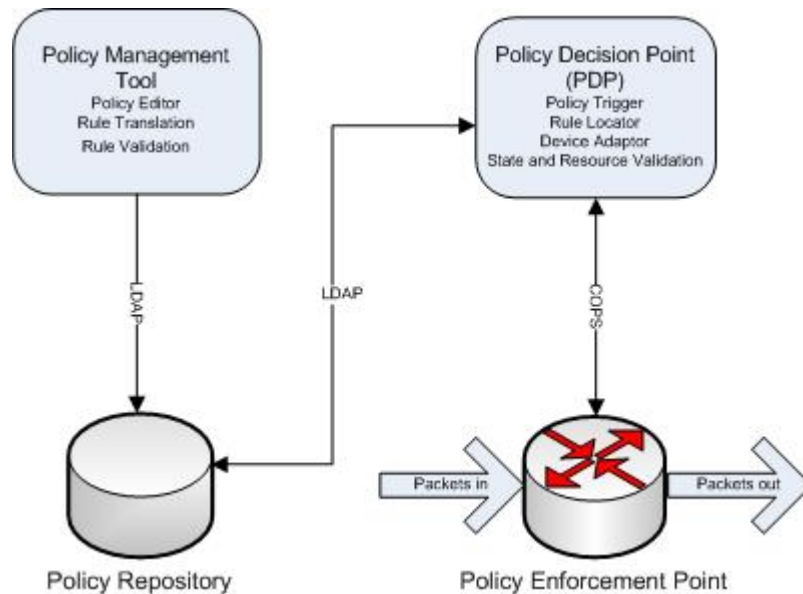 Policy Management
Tool
Policy Editor
Rule Translation
Rule Validation
Policy Decision Point
(PDP)
Policy Trigger
Rule Locator
Device Adaptor
State and Resource Validation
LDAP
LDAP
COPS
Packets in
Packets out
Policy Repository
Policy Enforcement Point